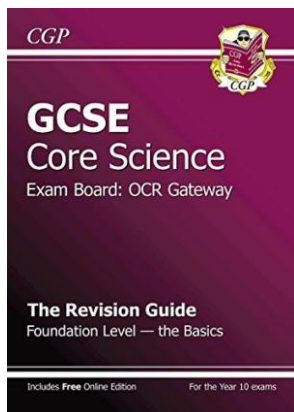 CGP
CGP
GCSE
Core Science
Exam Board: OCR Gateway
The Revision Guide
Foundation Level — the Basics
Includes Free Online Edition
For the Year 10 exams